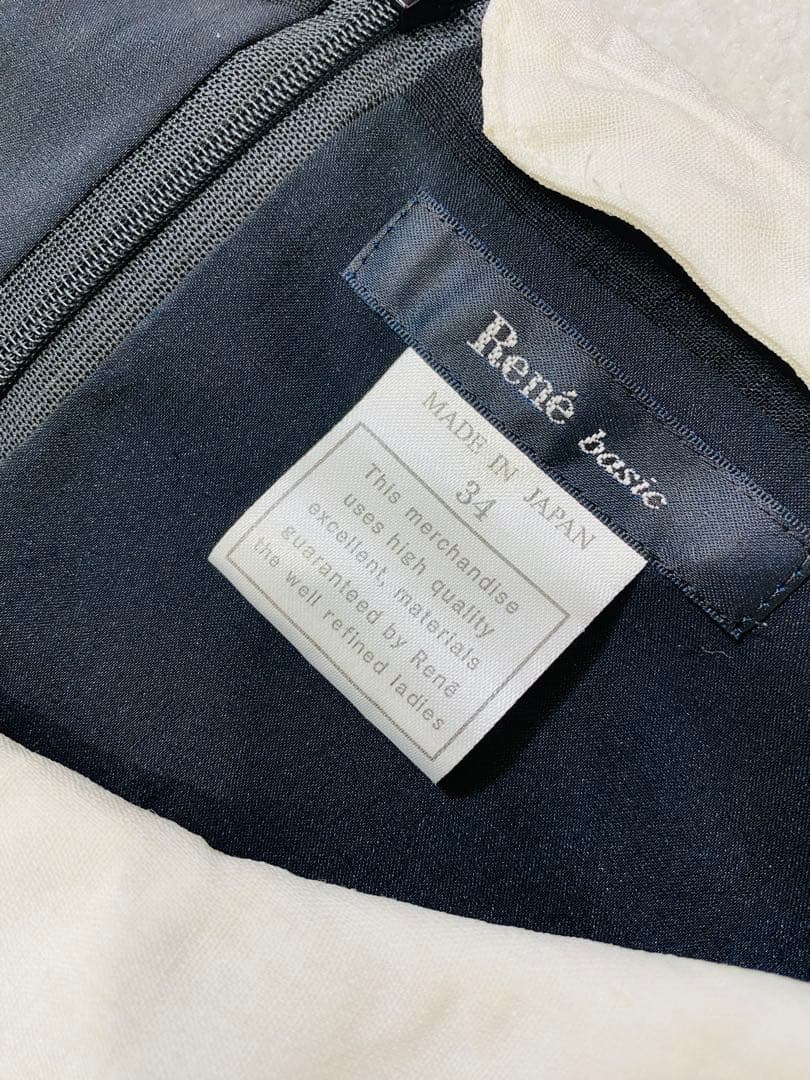 René basic
MADE IN JAPAN
34
This merchandise
uses high quality
excellent, materials
guaranteed by René
the well refined ladies